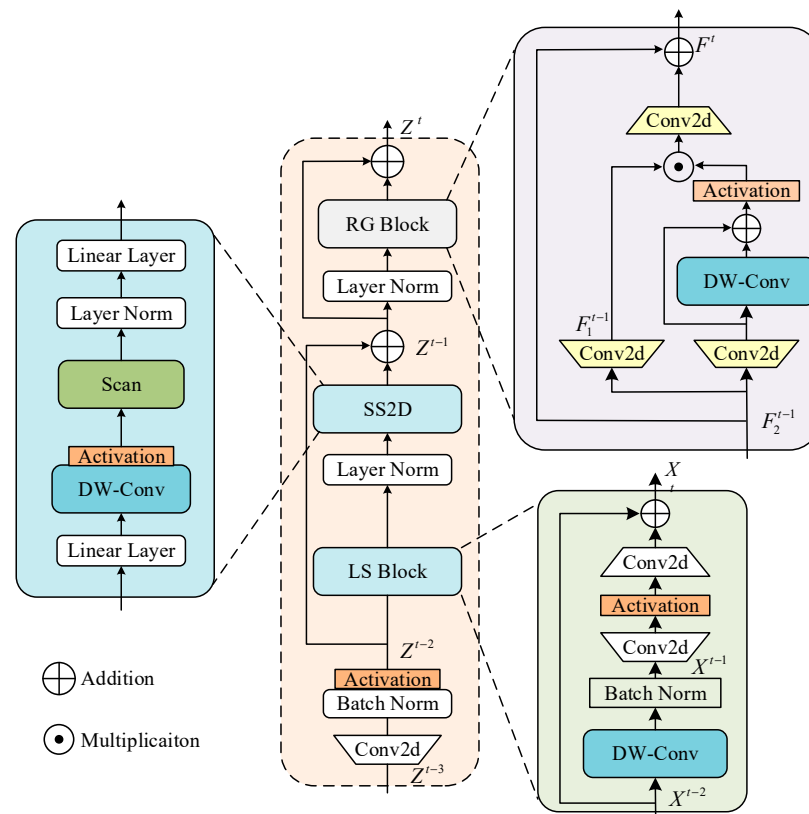 Linear Layer
Layer Norm
Scan
Activation
DW-Conv
Linear Layer
Addition
Multiplicaiton
Z^t
RG Block
Layer Norm
Z^{t-1}
SS2D
Layer Norm
LS Block
Z^{t-2}
Activation
Batch Norm
Conv2d
Z^{t-3}
F^t
Conv2d
Activation
DW-Conv
F_1^{t-1}
Conv2d
Conv2d
F_2^{t-1}
X
t
Conv2d
Activation
Conv2d
X^{t-1}
Batch Norm
DW-Conv
X^{t-2}